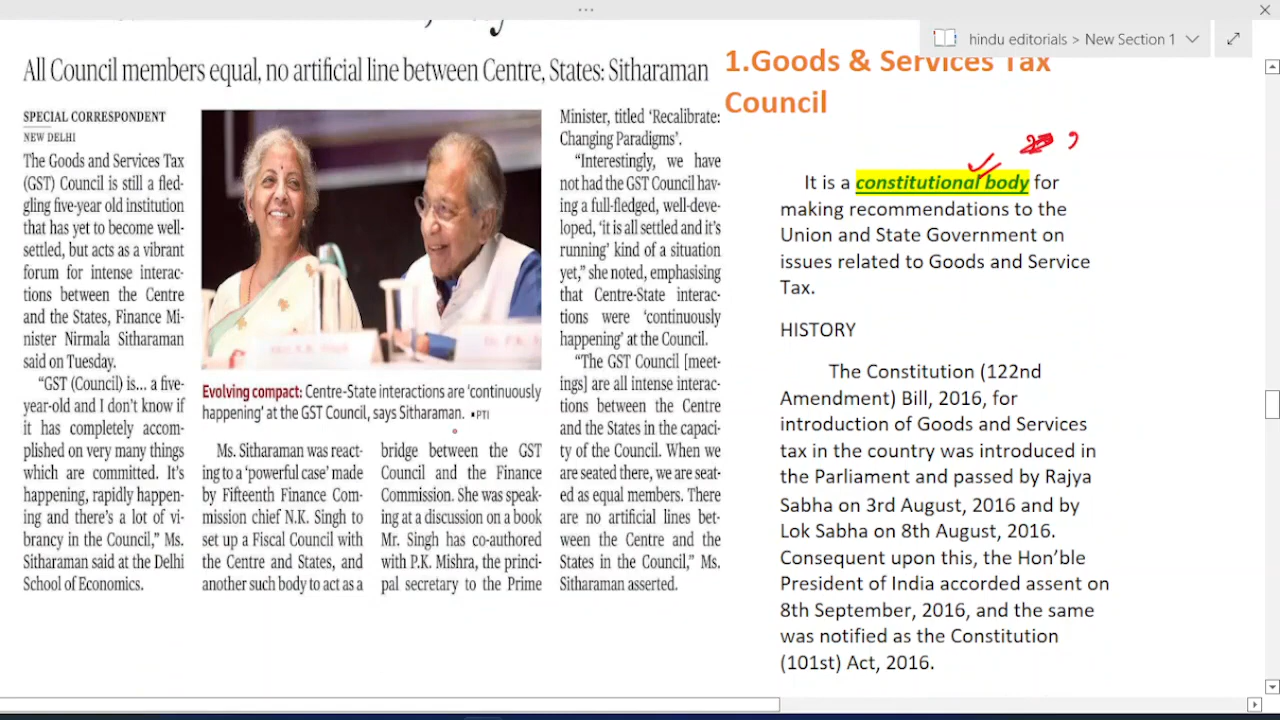 hindu editorials > New Section 1
All Council members equal, no artificial line between Centre, States: Sitharaman
SPECIAL CORRESPONDENT
NEW DELHI
The Goods and Services Tax
(GST) Council is still a fled-
gling five-year old institution
that has yet to become well-
settled, but acts as a vibrant
forum for intense interac-
tions between the Centre
and the States, Finance Mi-
nister Nirmala Sitharaman
said on Tuesday.
“GST (Council) is... a five-
year-old and I don’t know if
it has completely accom-
plished on very many things
which are committed. It’s
happening, rapidly happen-
ing and there’s a lot of vi-
brancy in the Council,” Ms.
Sitharaman said at the Delhi
School of Economics.
Evolving compact: Centre-State interactions are ‘continuously
happening’ at the GST Council, says Sitharaman. ▪PTI
Ms. Sitharaman was react-
ing to a ‘powerful case’ made
by Fifteenth Finance Com-
mission chief N.K. Singh to
set up a Fiscal Council with
the Centre and States, and
another such body to act as a
bridge between the GST
Council and the Finance
Commission. She was speak-
ing at a discussion on a book
Mr. Singh has co-authored
with P.K. Mishra, the princi-
pal secretary to the Prime
Minister, titled ‘Recalibrate:
Changing Paradigms’.
“Interestingly, we have
not had the GST Council hav-
ing a full-fledged, well-deve-
loped, ‘it is all settled and it’s
running’ kind of a situation
yet,” she noted, emphasising
that Centre-State interac-
tions were ‘continuously
happening’ at the Council.
“The GST Council [meet-
ings] are all intense interac-
tions between the Centre
and the States in the capaci-
ty of the Council. When we
are seated there, we are seat-
ed as equal members. There
are no artificial lines bet-
ween the Centre and the
States in the Council,” Ms.
Sitharaman asserted.
1.Goods & Services Tax
Council
It is a constitutional body for
making recommendations to the
Union and State Government on
issues related to Goods and Service
Tax.
HISTORY
The Constitution (122nd
Amendment) Bill, 2016, for
introduction of Goods and Services
tax in the country was introduced in
the Parliament and passed by Rajya
Sabha on 3rd August, 2016 and by
Lok Sabha on 8th August, 2016.
Consequent upon this, the Hon’ble
President of India accorded assent on
8th September, 2016, and the same
was notified as the Constitution
(101st) Act, 2016.